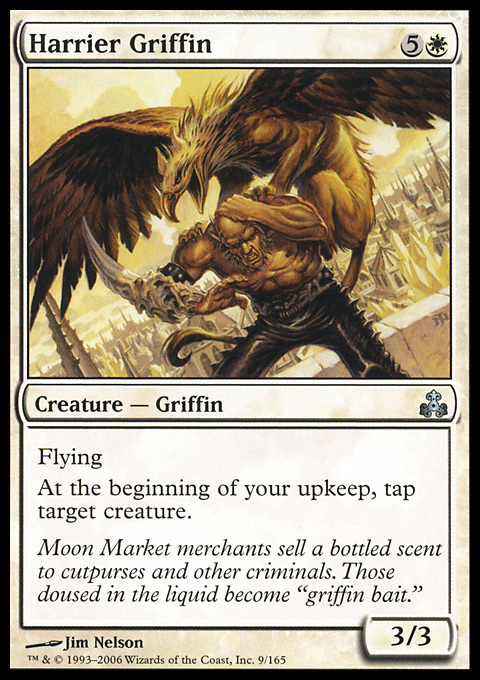 Harrier Griffin 5
Creature — Griffin
Flying
At the beginning of your upkeep, tap
target creature.
Moon Market merchants sell a bottled scent
to cutpurses and other criminals. Those
doused in the liquid become “griffin bait.”
3/3
Jim Nelson
™ & © 1993–2006 Wizards of the Coast, Inc. 9/165